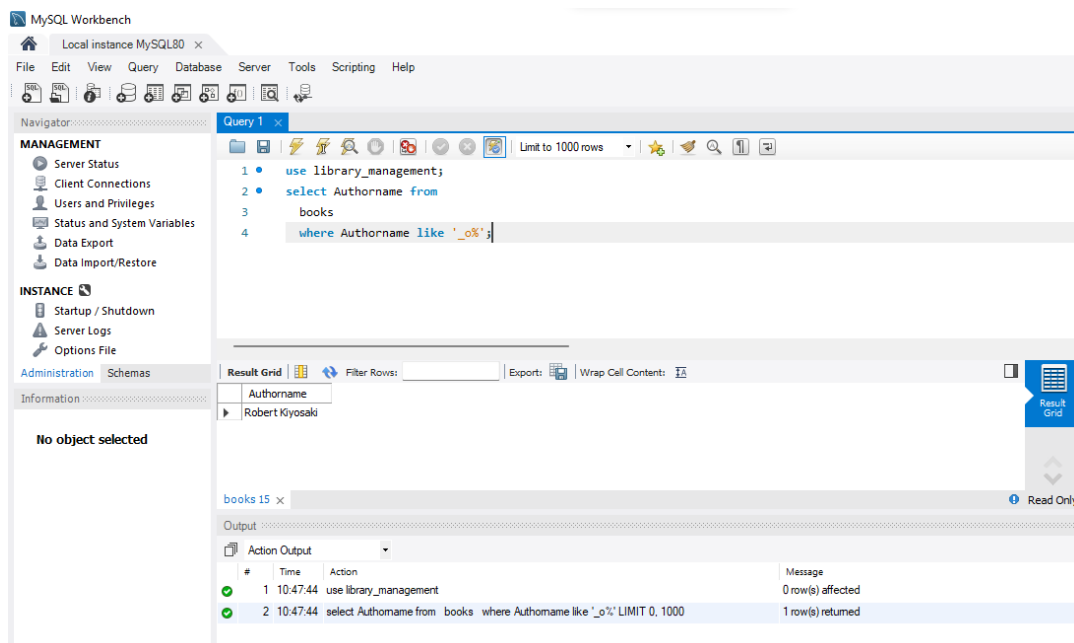 MySQL Workbench
Local instance MySQL80
File Edit View Query Database Server Tools Scripting Help
Navigator
MANAGEMENT
Server Status
Client Connections
Users and Privileges
Status and System Variables
Data Export
Data Import/Restore
INSTANCE
Startup / Shutdown
Server Logs
Options File
Administration Schemas
Information
No object selected
Query 1
Limit to 1000 rows
1 use library_management;
2 select Authorname from
3 books
4 where Authorname like '_o%';
Result Grid Filter Rows: Export: Wrap Cell Content:
Authorname
Robert Kiyosaki
Result
Grid
books 15 Read Only
Output
Action Output
# Time Action Message
1 10:47:44 use library_management 0 row(s) affected
2 10:47:44 select Authorname from books where Authorname like '_o%' LIMIT 0, 1000 1 row(s) returned